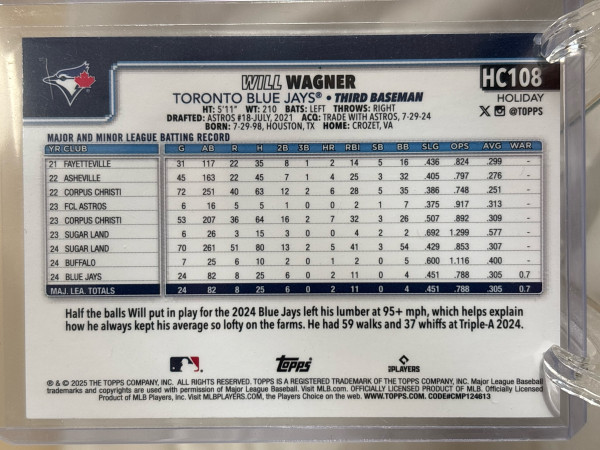 WILL WAGNER
HC108
TORONTO BLUE JAYS® • THIRD BASEMAN
HOLIDAY
HT: 5'11" WT: 210 BATS: LEFT THROWS: RIGHT
@TOPPS
DRAFTED: ASTROS #18-JULY, 2021 ACQ: TRADE WITH ASTROS, 7-29-24
BORN: 7-29-98, HOUSTON, TX HOME: CROZET, VA
MAJOR AND MINOR LEAGUE BATTING RECORD
YR CLUB G AB R H 2B 3B HR RBI SB BB SLG OPS AVG WAR
21 FAYETTEVILLE 31 117 22 35 8 1 2 14 5 16 .436 .824 .299 -
22 ASHEVILLE 45 163 22 45 7 1 4 25 3 32 .405 .797 .276 -
22 CORPUS CHRISTI 72 251 40 63 12 2 6 28 5 35 .386 .748 .251 -
23 FCL ASTROS 6 16 5 5 1 0 0 2 1 7 .375 .917 .313 -
23 CORPUS CHRISTI 53 207 36 64 16 2 7 32 3 26 .507 .892 .309 -
23 SUGAR LAND 6 26 3 15 3 0 0 4 2 2 .692 1.299 .577 -
24 SUGAR LAND 70 261 51 80 13 2 5 41 3 54 .429 .853 .307 -
24 BUFFALO 7 25 6 10 2 0 1 7 0 5 .600 1.116 .400 -
24 BLUE JAYS 24 82 8 25 6 0 2 11 0 4 .451 .788 .305 0.7
MAJ. LEA. TOTALS 24 82 8 25 6 0 2 11 0 4 .451 .788 .305 0.7
Half the balls Will put in play for the 2024 Blue Jays left his lumber at 95+ mph, which helps explain
how he always kept his average so lofty on the farms. He had 59 walks and 37 whiffs at Triple-A 2024.
Topps
PLAYERS
® & © 2025 THE TOPPS COMPANY, INC. ALL RIGHTS RESERVED. TOPPS IS A REGISTERED TRADEMARK OF THE TOPPS COMPANY, INC. Major League Baseball
trademarks and copyrights are used with permission of Major League Baseball. Visit MLB.com. OFFICIALLY LICENSED PRODUCT OF MLB. Officially Licensed
Product of MLB Players, Inc. Visit MLBPLAYERS.COM, the Players Choice on the web. WWW.TOPPS.COM. CODE#CMP124613